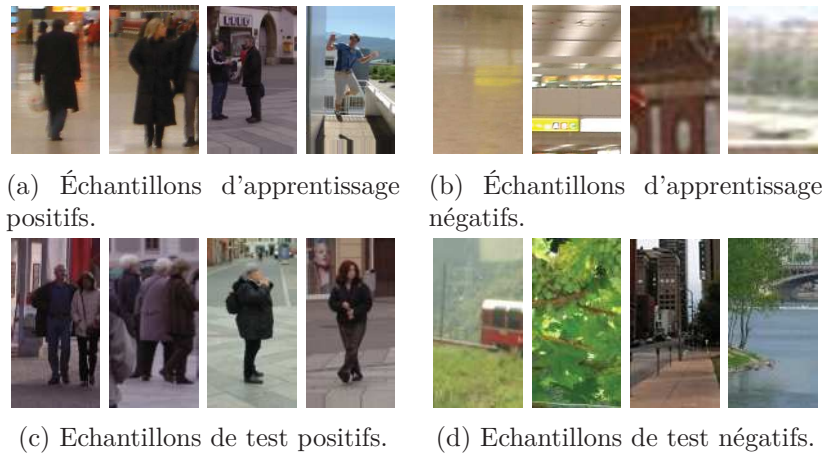 (a) Échantillons d'apprentissage
positifs.
(b) Échantillons d'apprentissage
négatifs.
(c) Echantillons de test positifs.
(d) Echantillons de test négatifs.